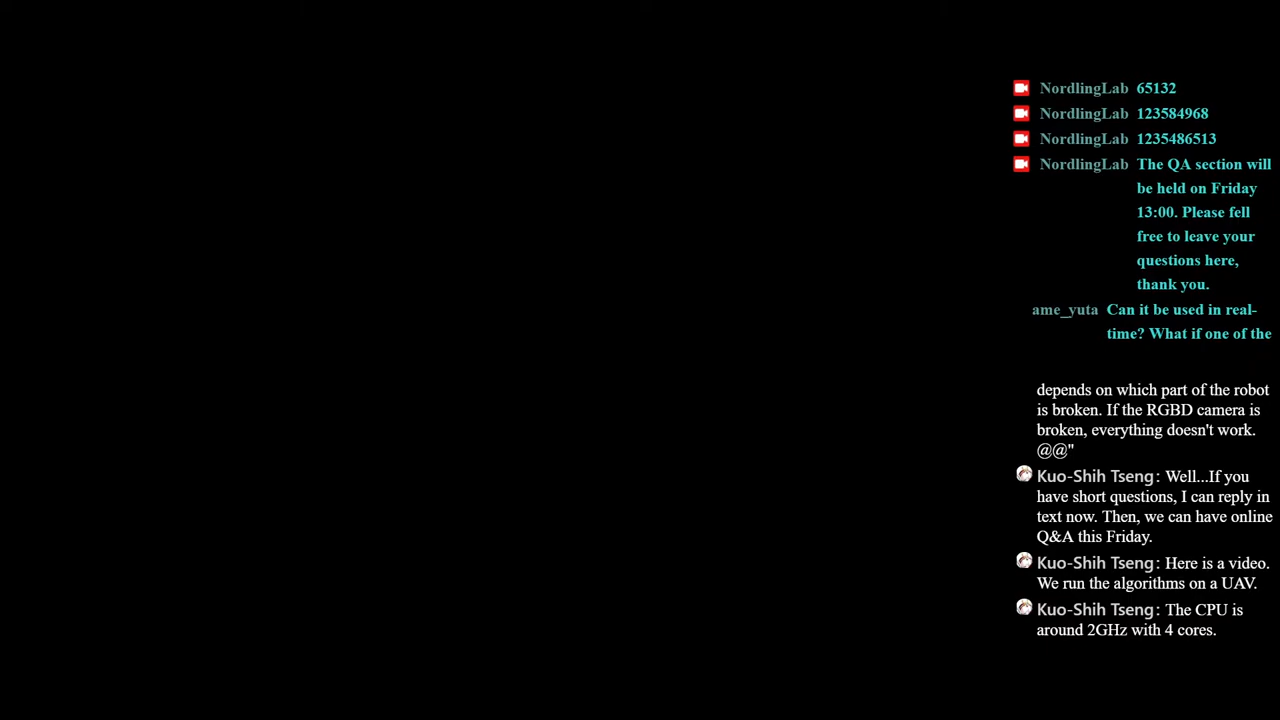 NordlingLab 65132
NordlingLab 123584968
NordlingLab 1235486513
NordlingLab The QA section will
be held on Friday
13:00. Please fell
free to leave your
questions here,
thank you.
ame_yuta Can it be used in real-
time? What if one of the
depends on which part of the robot
is broken. If the RGBD camera is
broken, everything doesn't work.
@@"
Kuo-Shih Tseng: Well...If you
have short questions, I can reply in
text now. Then, we can have online
Q&A this Friday.
Kuo-Shih Tseng: Here is a video.
We run the algorithms on a UAV.
Kuo-Shih Tseng: The CPU is
around 2GHz with 4 cores.